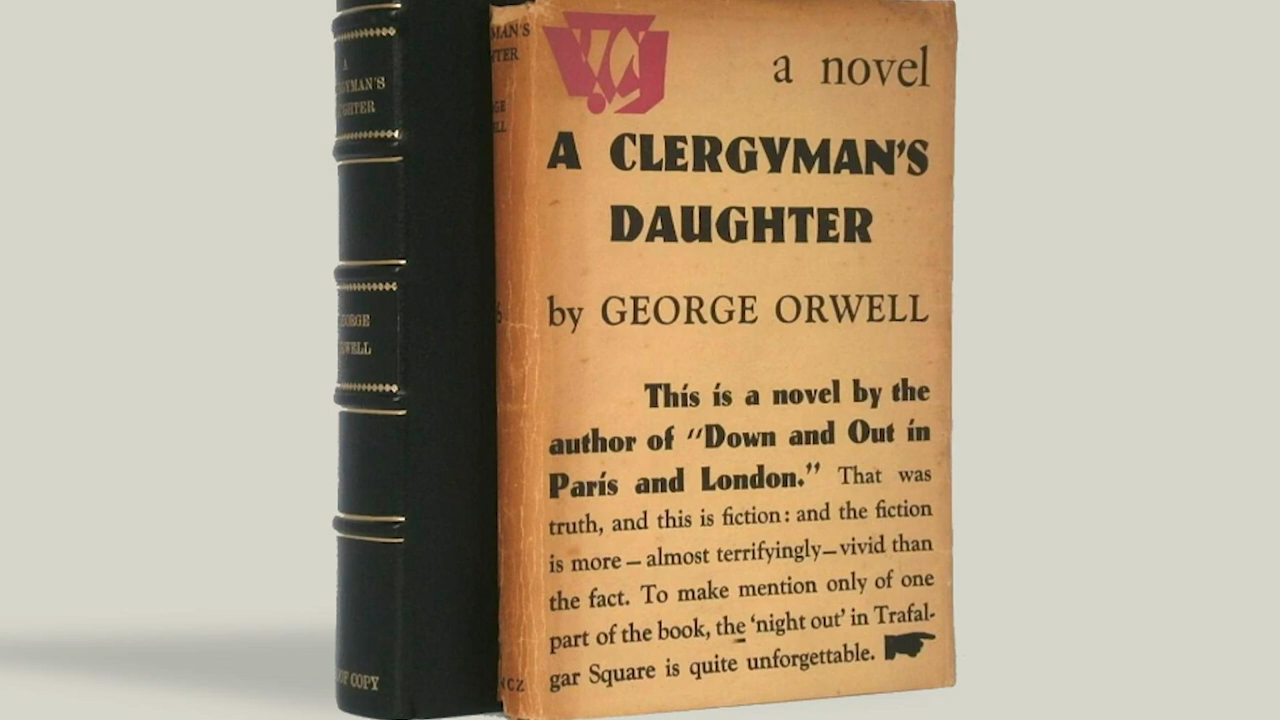 A
COPY
VG
a novel
A CLERGYMAN'S
DAUGHTER
by GEORGE ORWELL
This is a novel by the
author of "Down and Out in
Paris and London." That was
truth, and this is fiction: and the fiction
is more — almost terrifyingly — vivid than
the fact. To make mention only of one
part of the book, the 'night out' in Trafal-
gar Square is quite unforgettable.